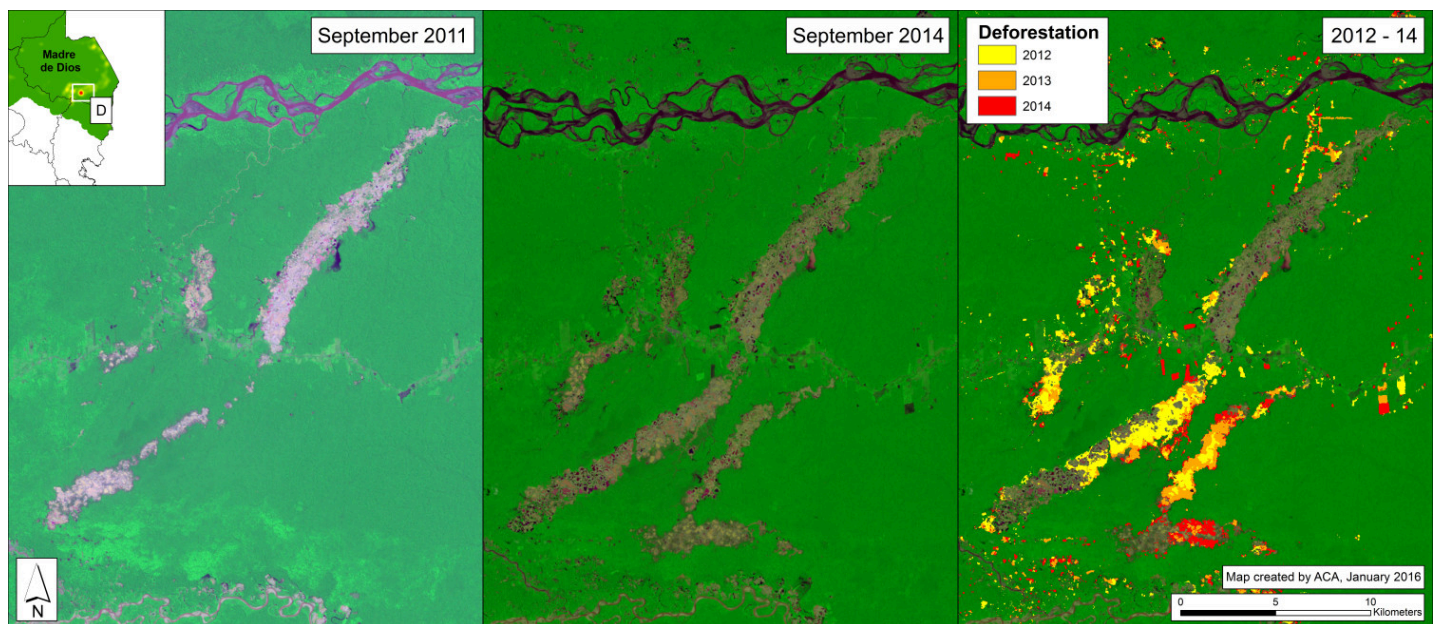 Madre
de Dios
D
N
September 2011
September 2014
Deforestation
2012
2013
2014
2012 - 14
Map created by ACA, January 2016
0 5 10
Kilometers